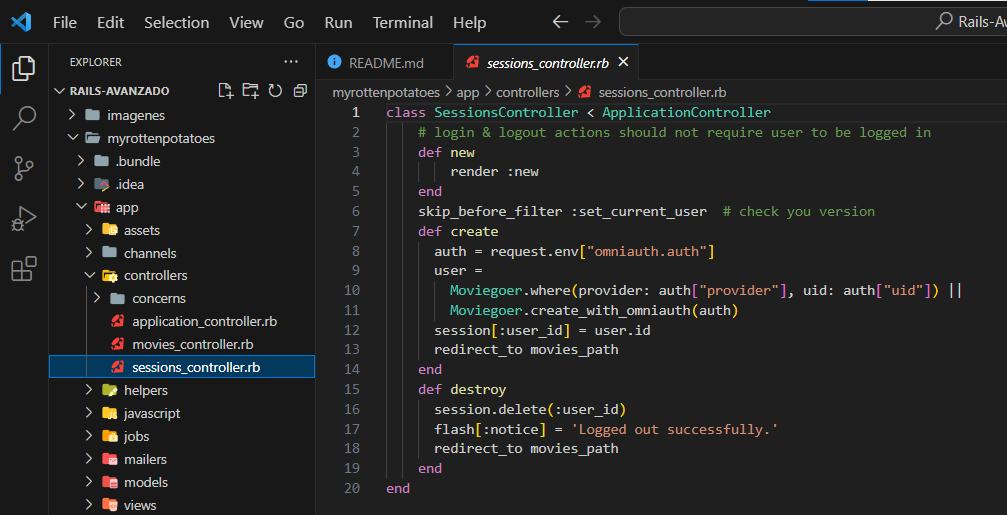 File Edit Selection View Go Run Terminal Help
Rails-Av
EXPLORER
RAILS-AVANZADO
imagenes
myrottenpotatoes
.bundle
.idea
app
assets
channels
controllers
concerns
application_controller.rb
movies_controller.rb
sessions_controller.rb
helpers
javascript
jobs
mailers
models
views
README.md
sessions_controller.rb
myrottenpotatoes > app > controllers > sessions_controller.rb
1 class SessionsController < ApplicationController
2 # login & logout actions should not require user to be logged in
3 def new
4 render :new
5 end
6 skip_before_filter :set_current_user # check you version
7 def create
8 auth = request.env["omniauth.auth"]
9 user =
10 Moviegoer.where(provider: auth["provider"], uid: auth["uid"]) ||
11 Moviegoer.create_with_omniauth(auth)
12 session[:user_id] = user.id
13 redirect_to movies_path
14 end
15 def destroy
16 session.delete(:user_id)
17 flash[:notice] = 'Logged out successfully.'
18 redirect_to movies_path
19 end
20 end